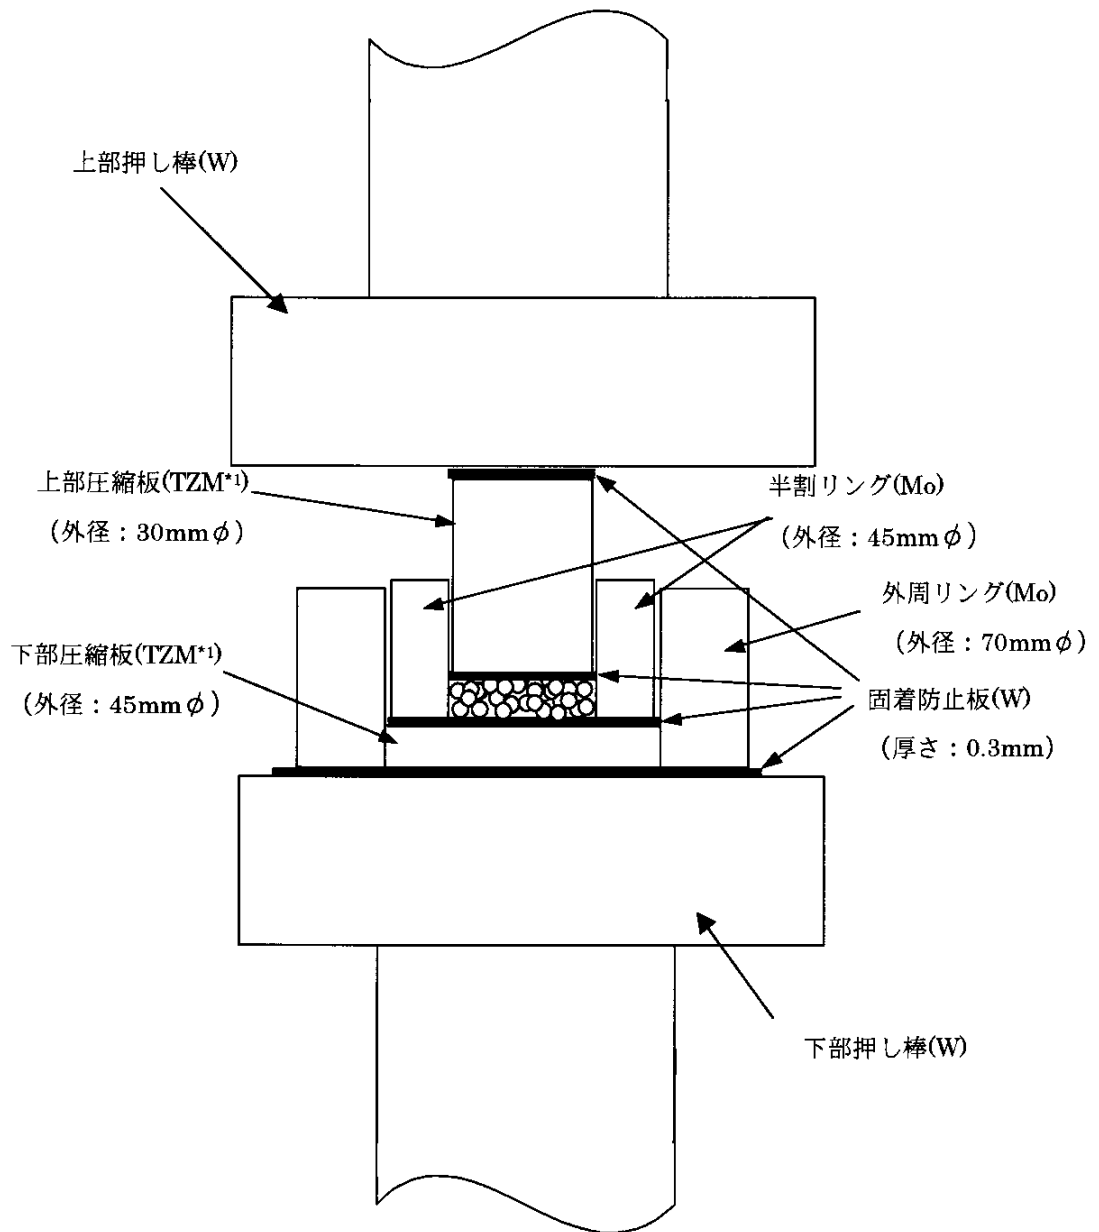 上部押し棒(W)
上部圧縮板(TZM*1)
（外径：30mmφ）
半割リング(Mo)
（外径：45mmφ）
外周リング(Mo)
（外径：70mmφ）
下部圧縮板(TZM*1)
（外径：45mmφ）
固着防止板(W)
（厚さ：0.3mm）
下部押し棒(W)